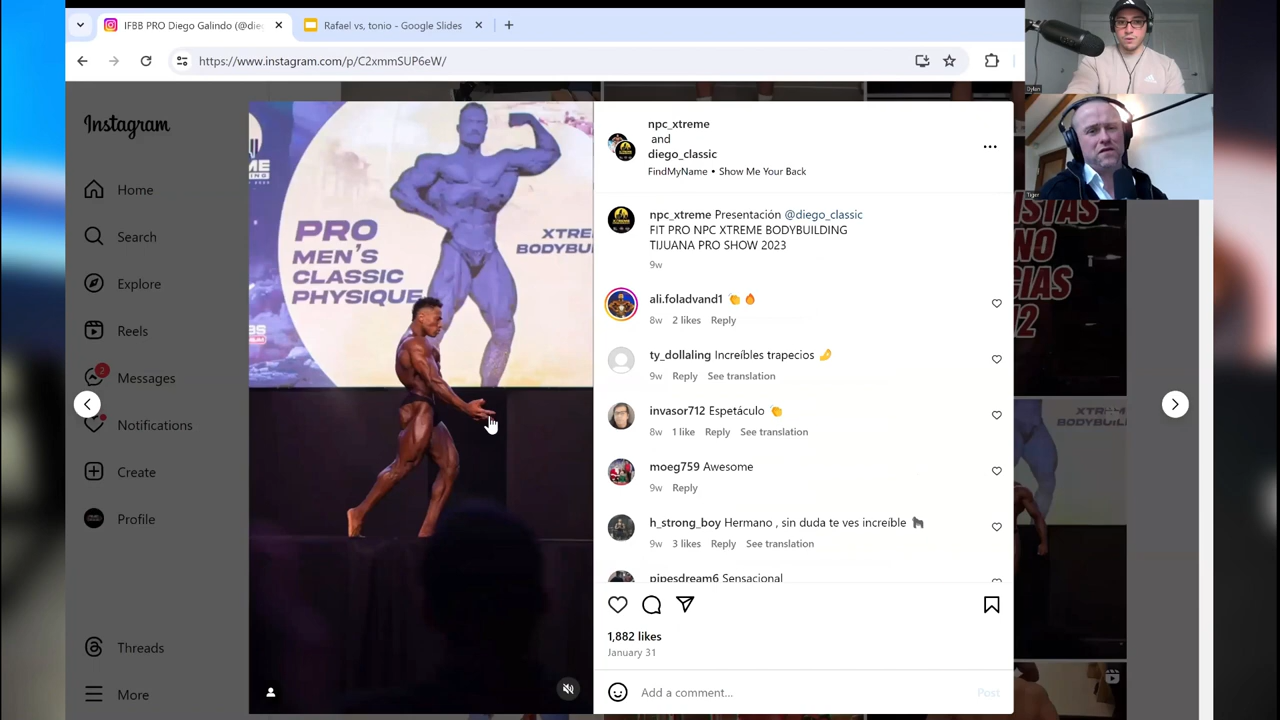 IFBB PRO Diego Galindo (@die
Rafael vs, tonio - Google Slides
https://www.instagram.com/p/C2xmmSUP6eW/
Dylan
Tiger
Instagram
Home
Search
Explore
Reels
2
Messages
Notifications
Create
Profile
Threads
More
PRO
MEN'S
CLASSIC
PHYSIQUE
XTRE
BODYBUI
npc_xtreme
and
diego_classic
FindMyName • Show Me Your Back
npc_xtreme Presentación @diego_classic
FIT PRO NPC XTREME BODYBUILDING
TIJUANA PRO SHOW 2023
9w
ali.foladvand1 👏 🔥
8w 2 likes Reply
ty_dollaling Increíbles trapecios 🤌
9w Reply See translation
invasor712 Espetáculo 👏
8w 1 like Reply See translation
moeg759 Awesome
9w Reply
h_strong_boy Hermano , sin duda te ves increíble 🦍
9w 3 likes Reply See translation
pipesdream6 Sensacional
1,882 likes
January 31
Add a comment...
Post